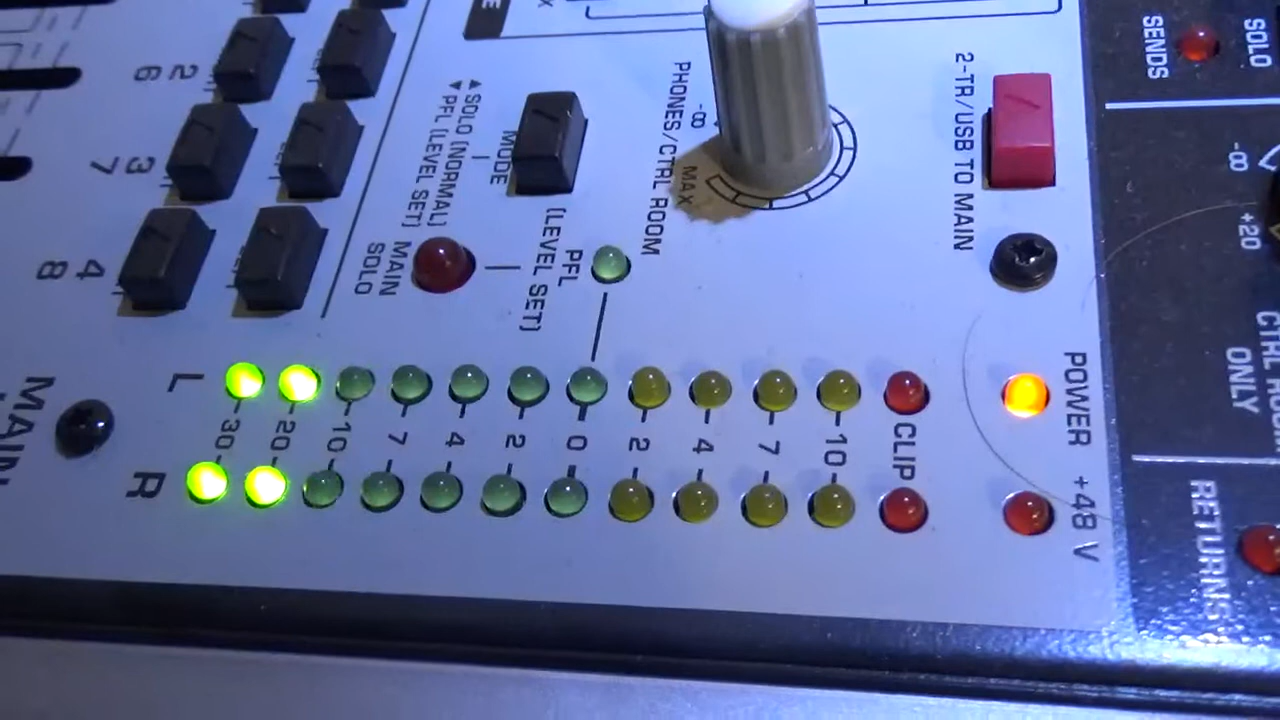 SENDS
SOLO
-∞
+20
CTRL ROOM
ONLY
RETURNS
2-TR/USB TO MAIN
PHONES/CTRL ROOM
-∞
MAX
MODE
▲ SOLO (NORMAL)
▼ PFL (LEVEL SET)
MAIN
SOLO
PFL
(LEVEL SET)
2
6
3
7
4
8
POWER
+48 V
L
30
20
10
7
4
2
0
2
4
7
10
CLIP
R
MAIN